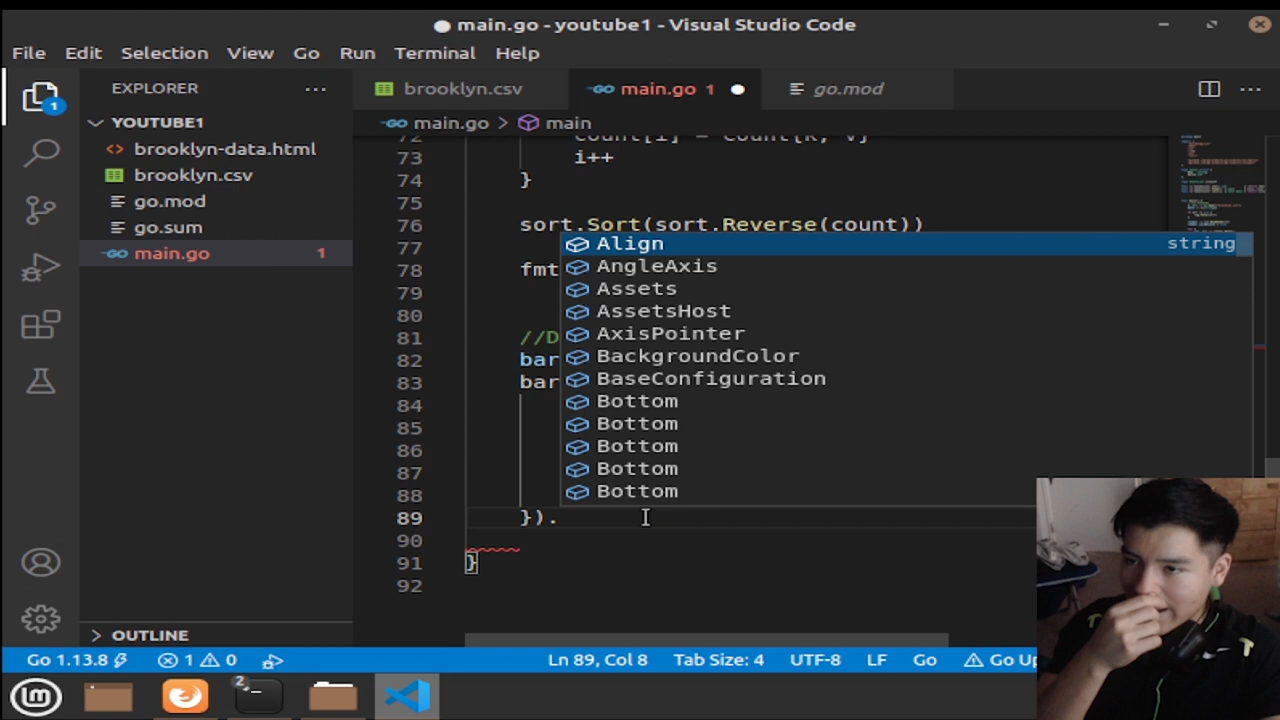 main.go - youtube1 - Visual Studio Code
File Edit Selection View Go Run Terminal Help
1
EXPLORER
brooklyn.csv
main.go 1
go.mod
YOUTUBE1
main.go > main
brooklyn-data.html
brooklyn.csv
go.mod
go.sum
main.go 1
72 Count[i] = Count{k, v}
73 i++
74 }
75
76 sort.Sort(sort.Reverse(count))
77
78 fmt
79
80
81 //D
82 bar
83 bar
84
85
86
87
88
89 }).
90
91 }
92
Align string
AngleAxis
Assets
AssetsHost
AxisPointer
BackgroundColor
BaseConfiguration
Bottom
Bottom
Bottom
Bottom
Bottom
OUTLINE
Go 1.13.8 1 0 Ln 89, Col 8 Tab Size: 4 UTF-8 LF Go Go Up
2